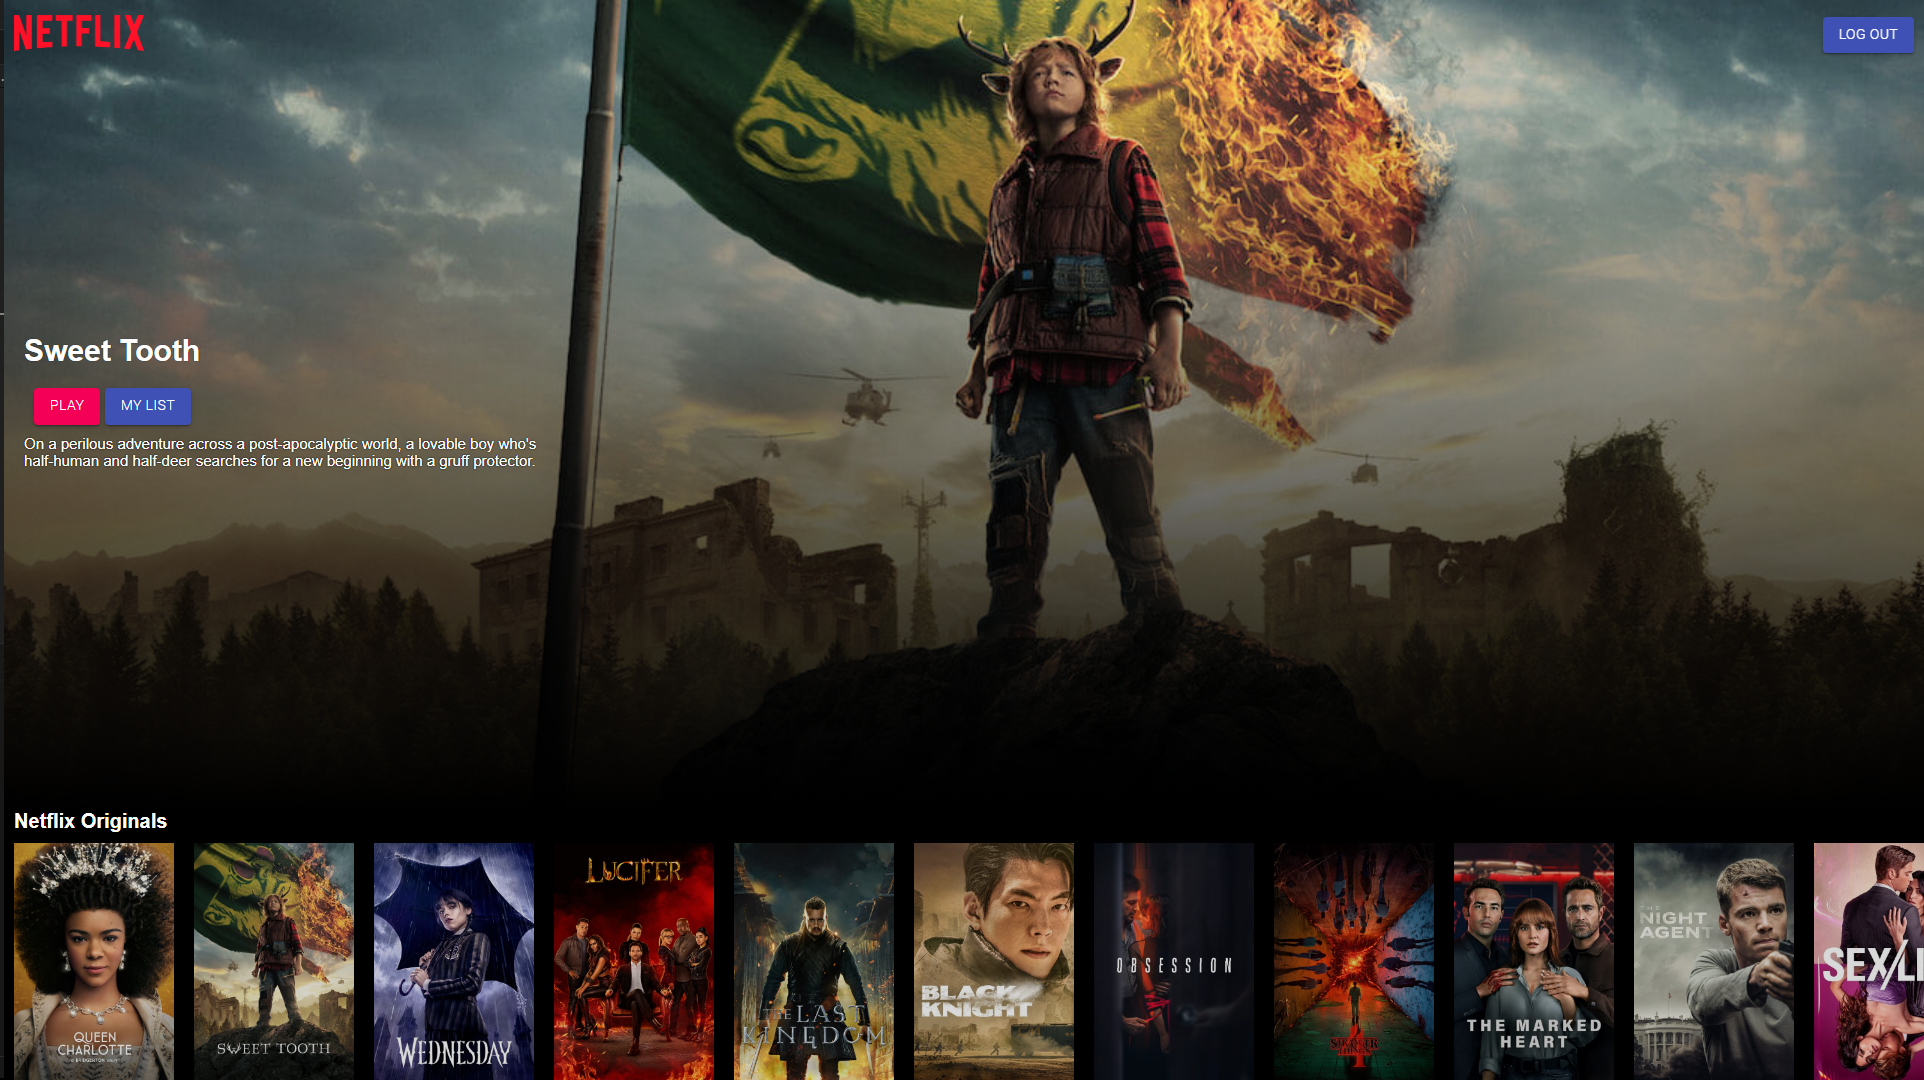 NETFLIX
LOG OUT
Sweet Tooth
PLAY
MY LIST
On a perilous adventure across a post-apocalyptic world, a lovable boy who's
half-human and half-deer searches for a new beginning with a gruff protector.
Netflix Originals
QUEEN
CHARLOTTE
SWEET TOOTH
WEDNESDAY
LUCIFER
THE LAST
KINGDOM
BLACK
KNIGHT
OBSESSION
STRANGER
THINGS
4
THE MARKED
HEART
THE
NIGHT
AGENT
SEX/LI